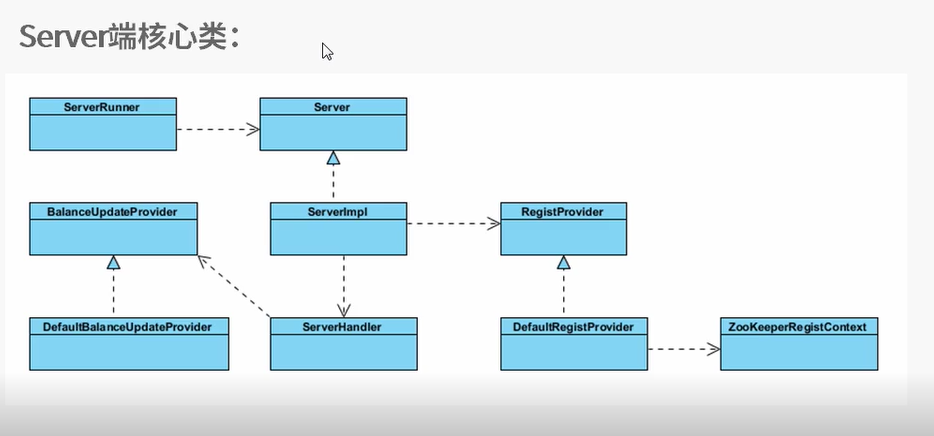 Server端核心类：
ServerRunner
Server
BalanceUpdateProvider
ServerImpl
RegistProvider
DefaultBalanceUpdateProvider
ServerHandler
DefaultRegistProvider
ZooKeeperRegistContext